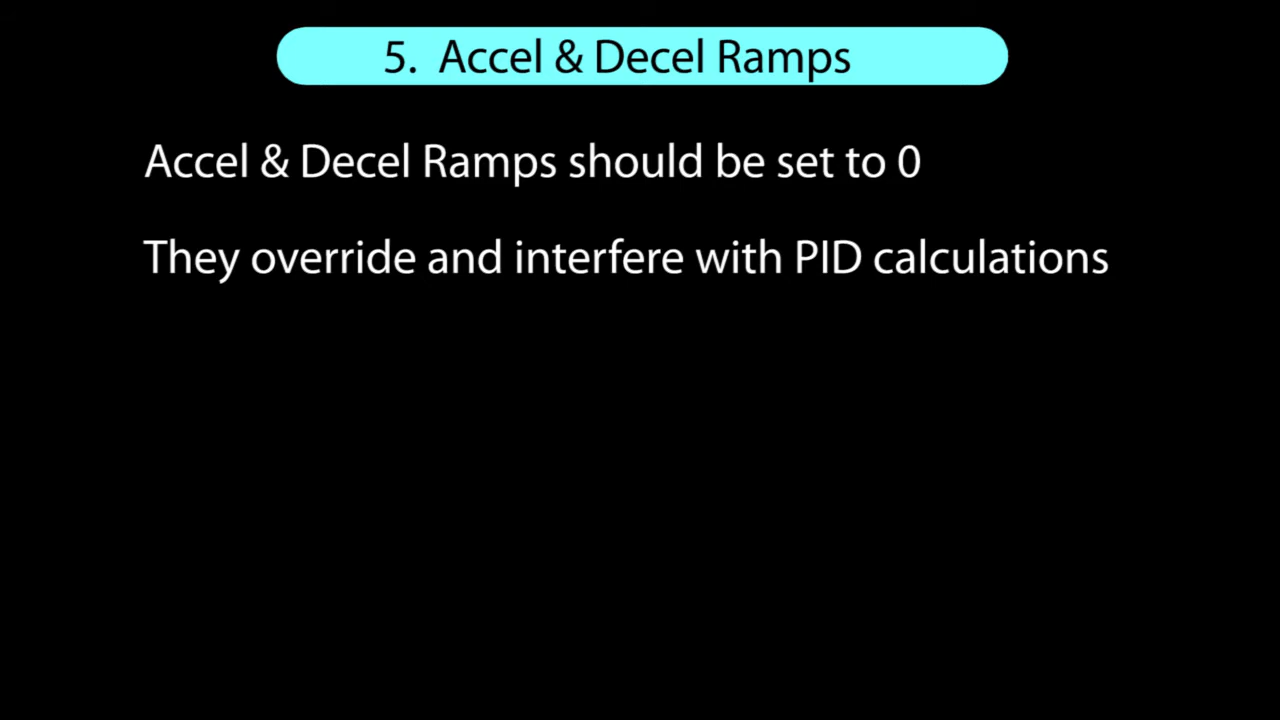 5. Accel & Decel Ramps
Accel & Decel Ramps should be set to 0
They override and interfere with PID calculations